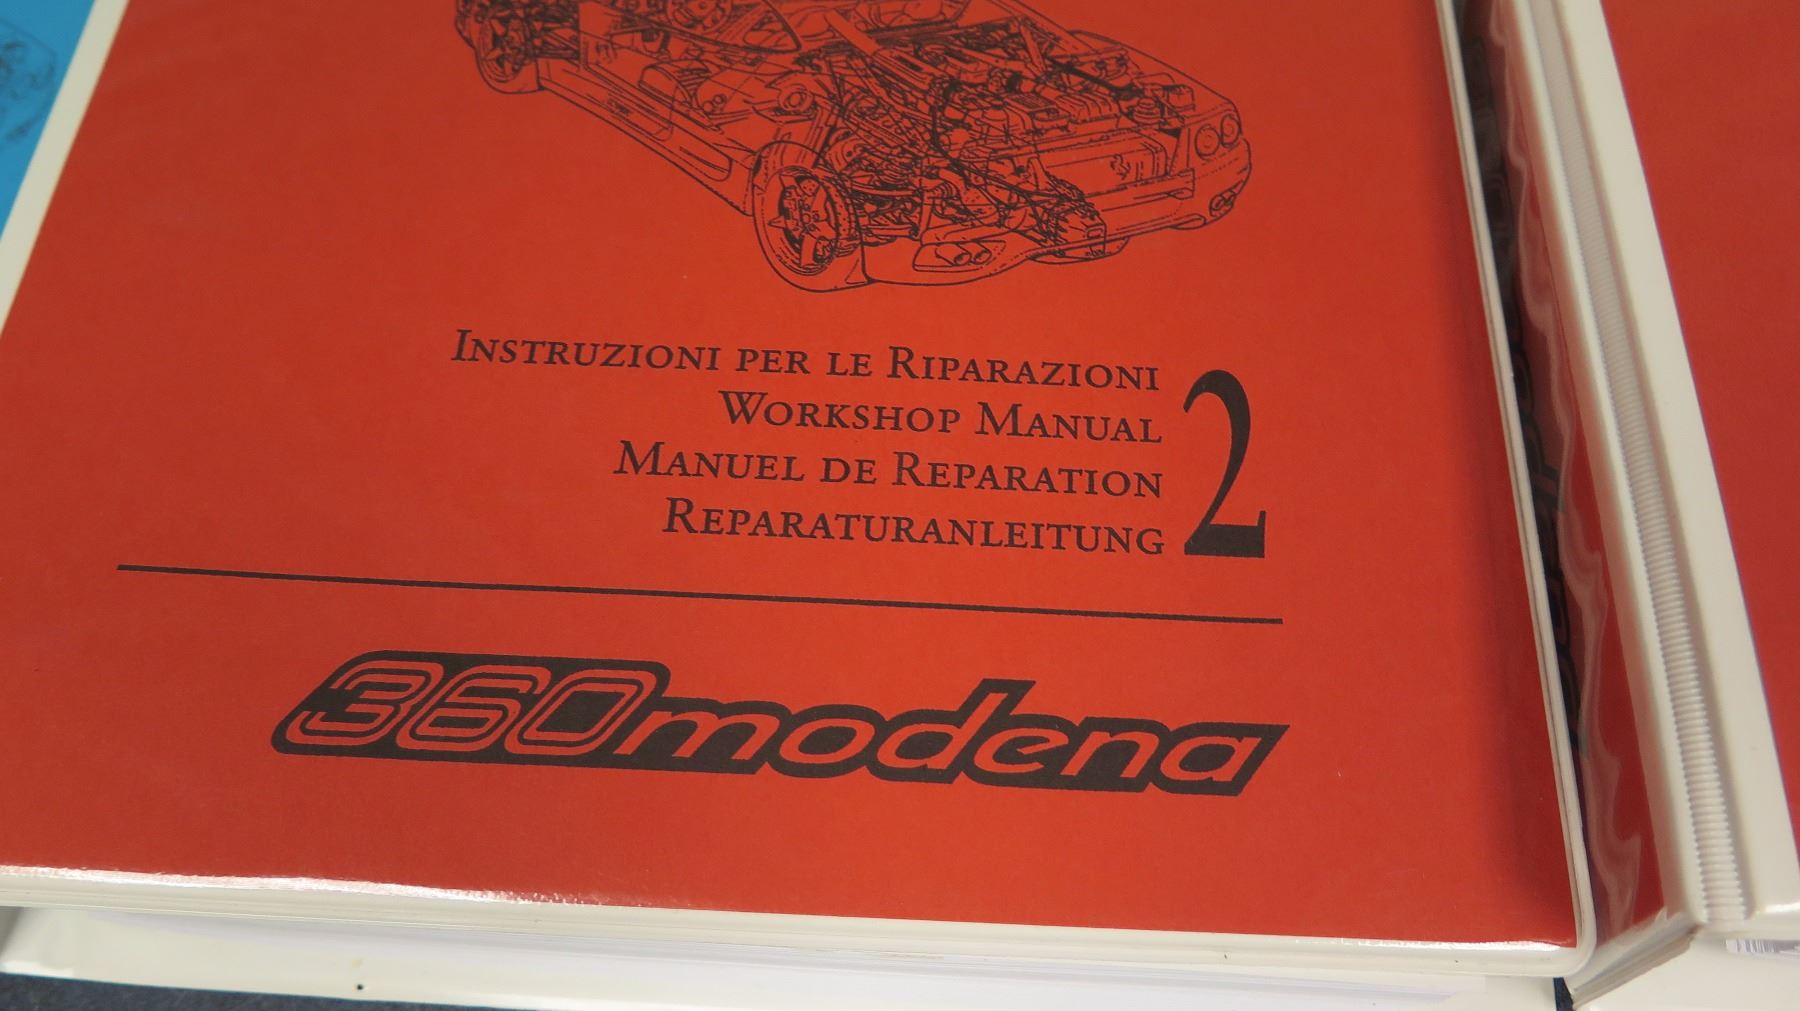 INSTRUZIONI PER LE RIPARAZIONI
WORKSHOP MANUAL
MANUEL DE REPARATION
REPARATURANLEITUNG
2
360modena